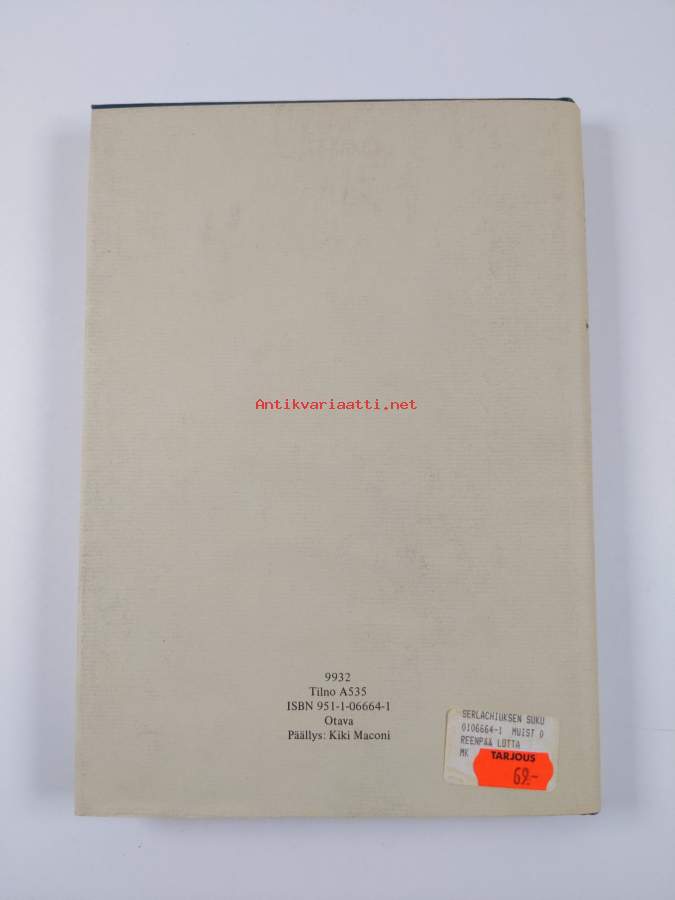 Antikvariaatti.net
9932
Tilno A535
ISBN 951-1-06664-1
Otava
Päällys: Kiki Maconi
SERLACHIUKSEN SUKU
0106664-1 MUIST O
REENPÄÄ LOTTA
MK
TARJOUS
69.-